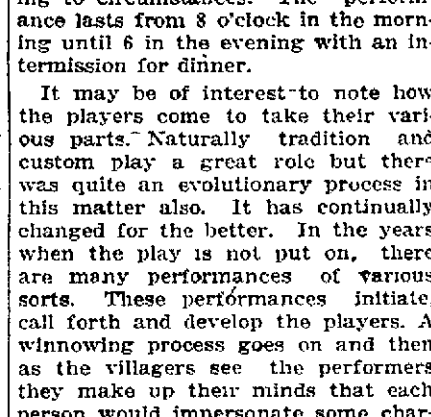 ing to circumstances. The perform-
ance lasts from 8 o'clock in the morn-
ing until 6 in the evening with an in-
termission for dinner.
It may be of interest to note how
the players come to take their vari-
ous parts. Naturally tradition and
custom play a great role but there
was quite an evolutionary process in
this matter also. It has continually
changed for the better. In the years
when the play is not put on, there
are many performances of various
sorts. These performances initiate,
call forth and develop the players. A
winnowing process goes on and then
as the villagers see the performers
they make up their minds that each
person would impersonate some char-